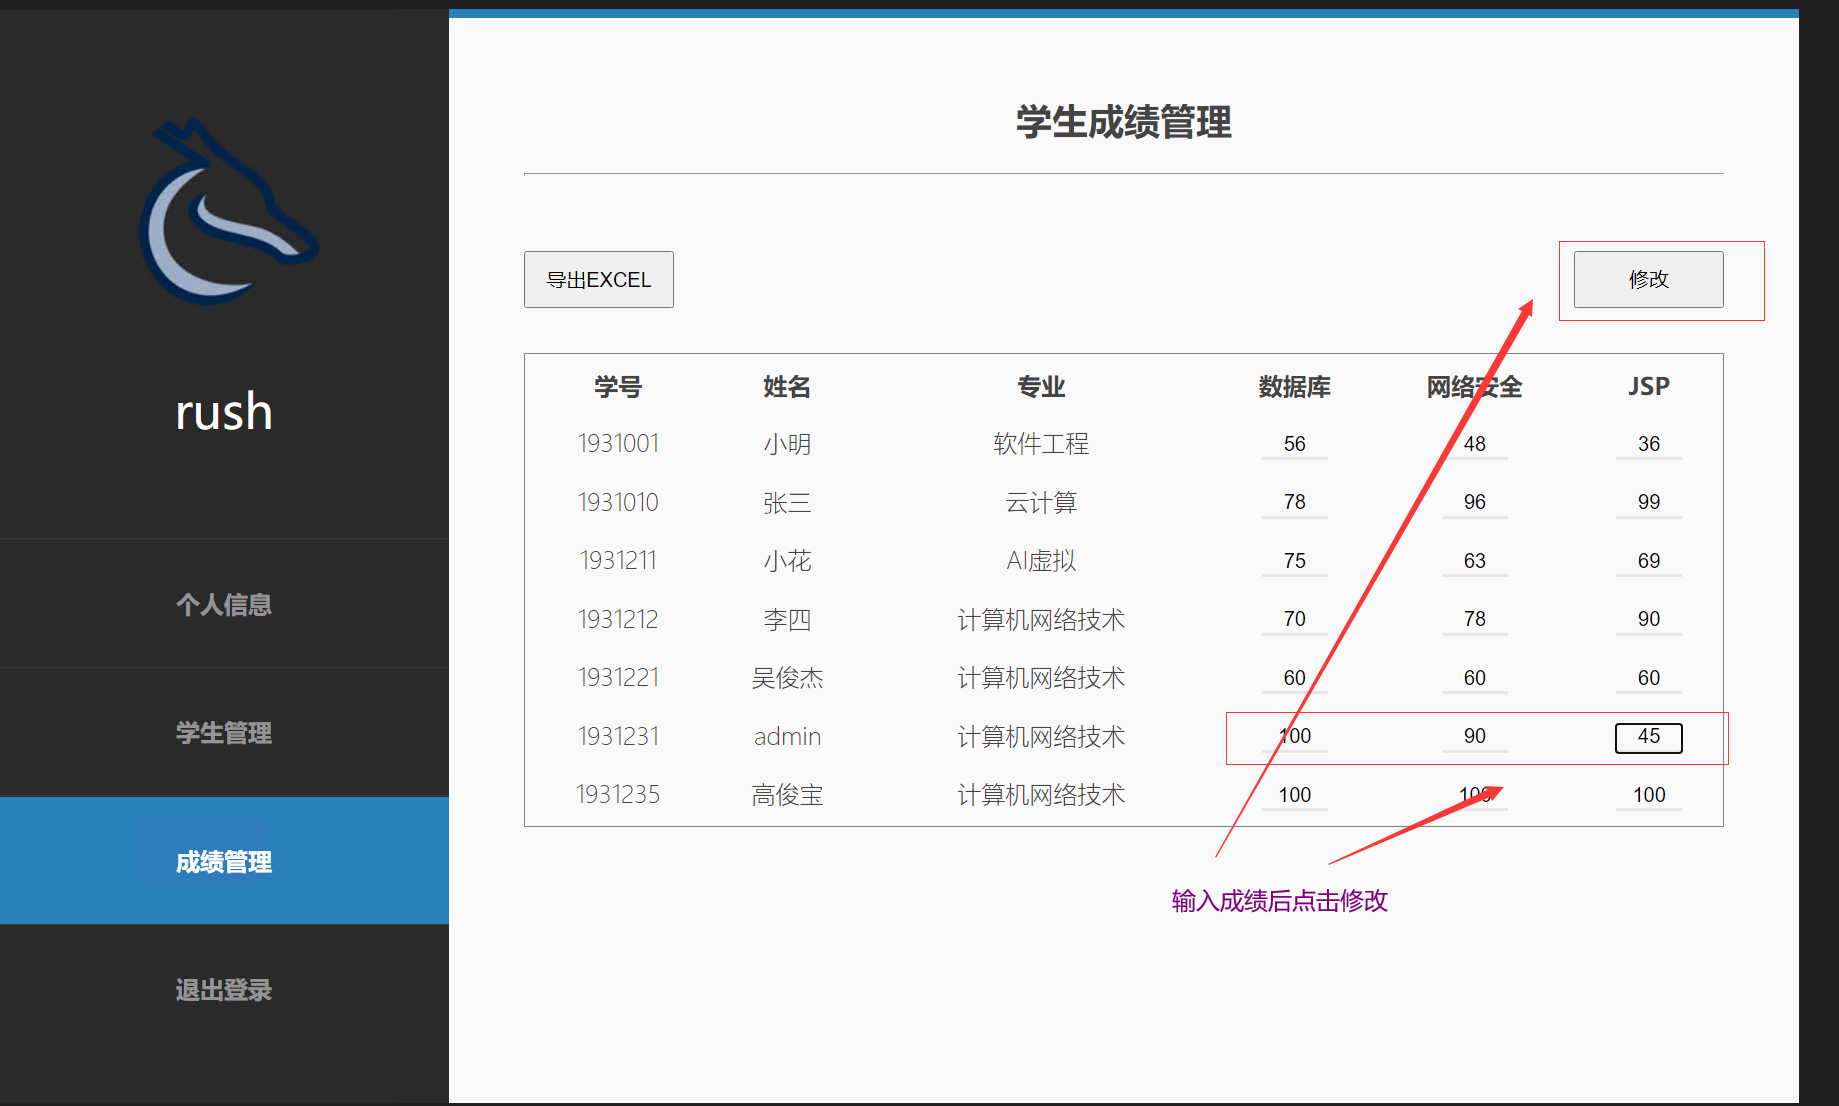 rush
个人信息
学生管理
成绩管理
退出登录
学生成绩管理
导出EXCEL 修改
学号 姓名 专业 数据库 网络安全 JSP
1931001 小明 软件工程 56 48 36
1931010 张三 云计算 78 96 99
1931211 小花 AI虚拟 75 63 69
1931212 李四 计算机网络技术 70 78 90
1931221 吴俊杰 计算机网络技术 60 60 60
1931231 admin 计算机网络技术 100 90 45
1931235 高俊宝 计算机网络技术 100 100 100
输入成绩后点击修改